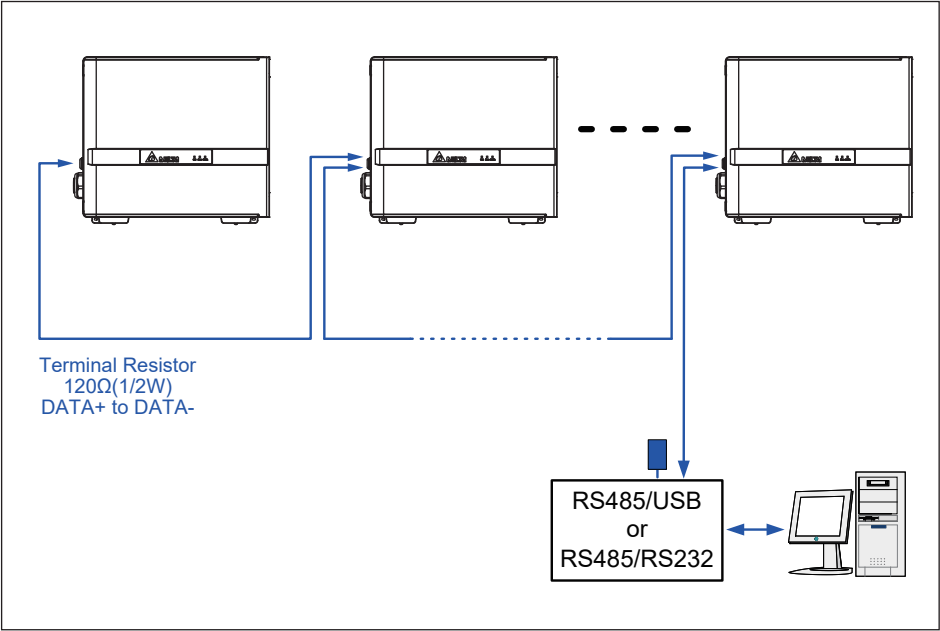 Terminal Resistor
120Ω(1/2W)
DATA+ to DATA-
RS485/USB
or
RS485/RS232